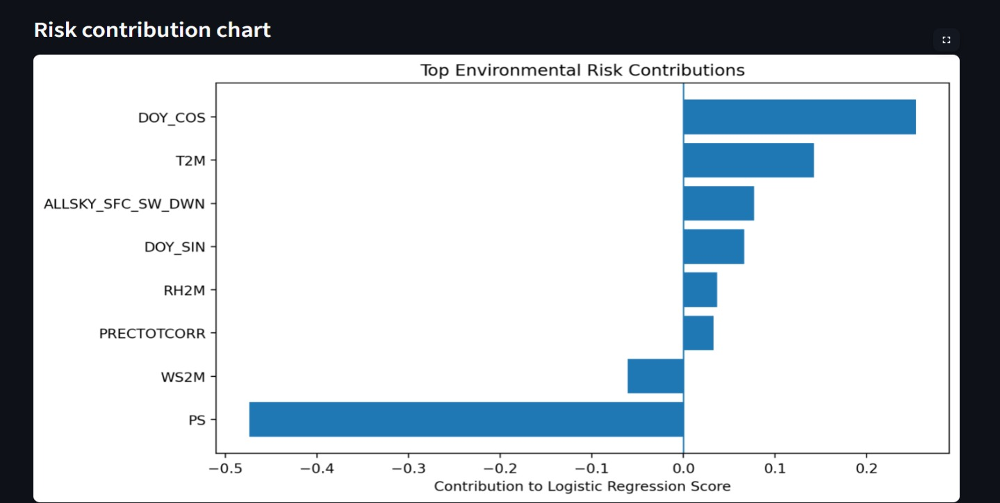 Risk contribution chart
Top Environmental Risk Contributions
DOY_COS
T2M
ALLSKY_SFC_SW_DWN
DOY_SIN
RH2M
PRECTOTCORR
WS2M
PS
−0.5 −0.4 −0.3 −0.2 −0.1 0.0 0.1 0.2
Contribution to Logistic Regression Score